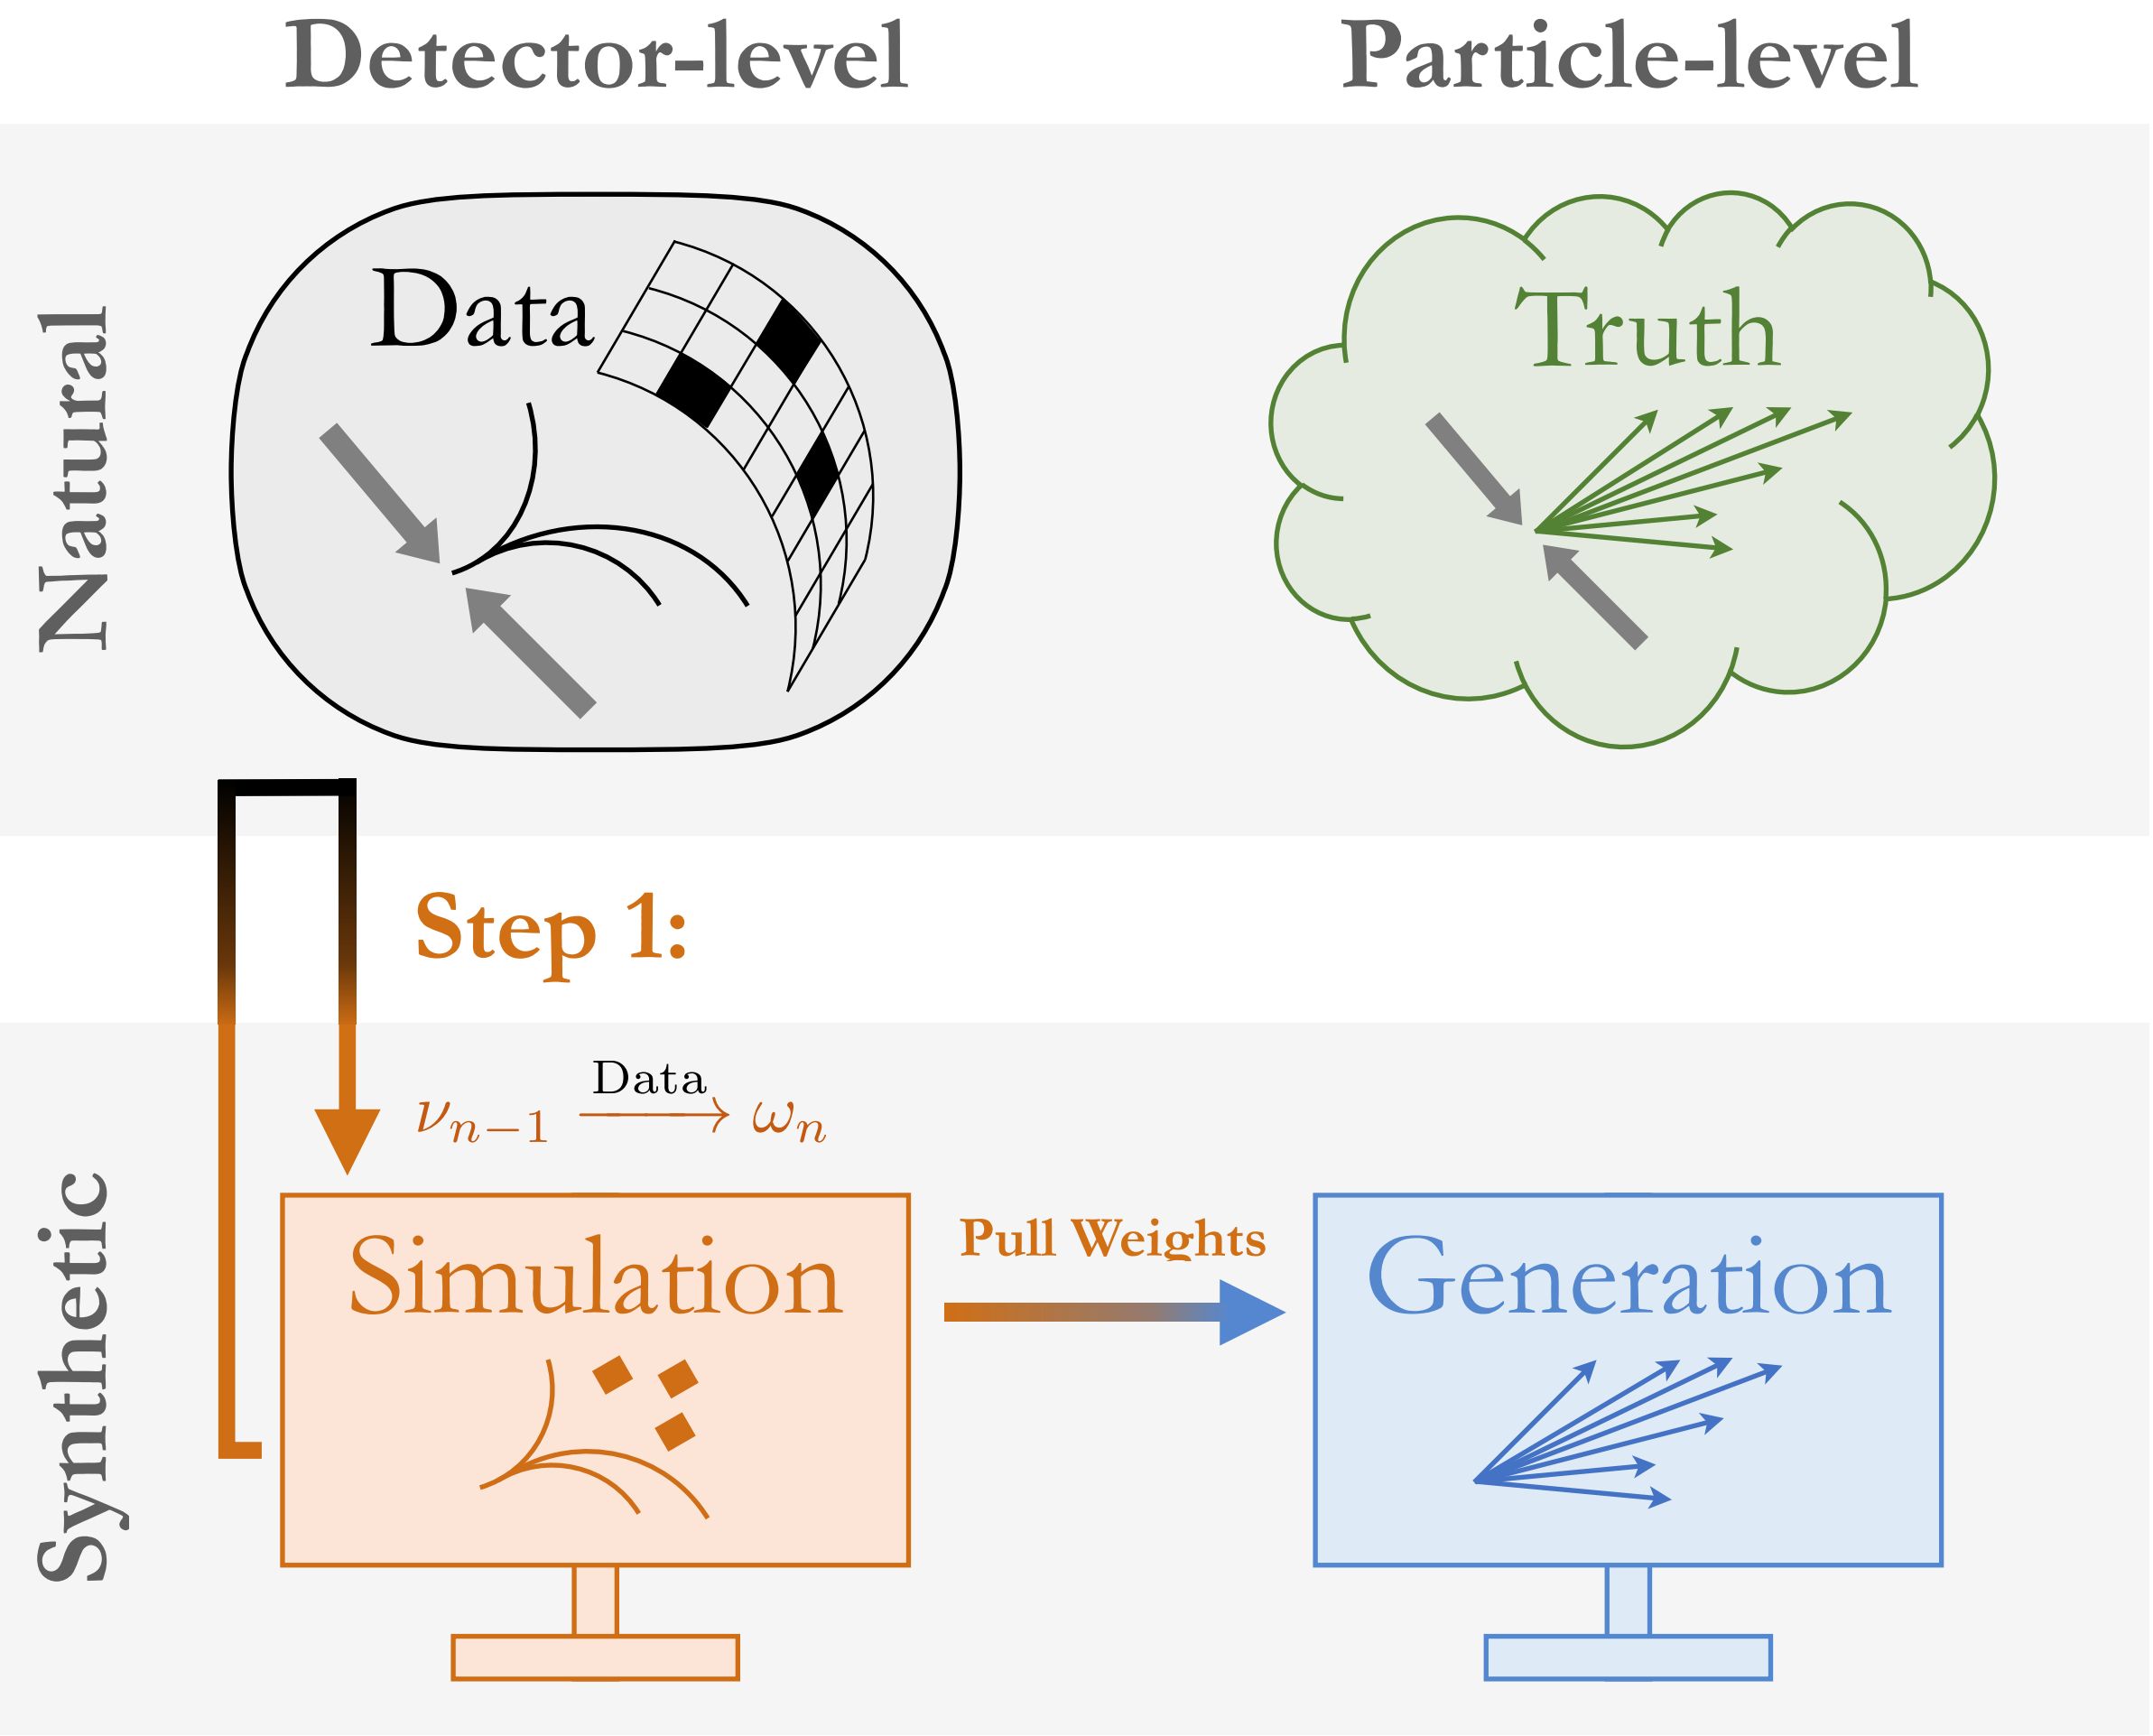 Detector-level
Particle-level
Natural
Data
Truth
Step 1:
Synthetic
νₙ₋₁ —Data→ ωₙ
Simulation
Pull Weights
Generation